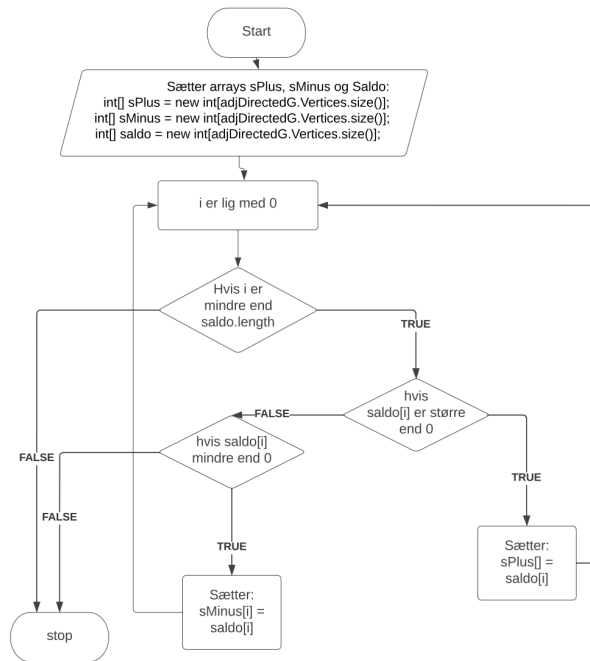 Start
Sætter arrays sPlus, sMinus og Saldo:
int[] sPlus = new int[adjDirectedG.Vertices.size()];
int[] sMinus = new int[adjDirectedG.Vertices.size()];
int[] saldo = new int[adjDirectedG.Vertices.size()];
i er lig med 0
Hvis i er
mindre end
saldo.length
TRUE
hvis
saldo[i] er større
end 0
FALSE
hvis saldo[i]
mindre end 0
FALSE
TRUE
FALSE
TRUE
Sætter:
sPlus[] =
saldo[i]
Sætter:
sMinus[i] =
saldo[i]
stop